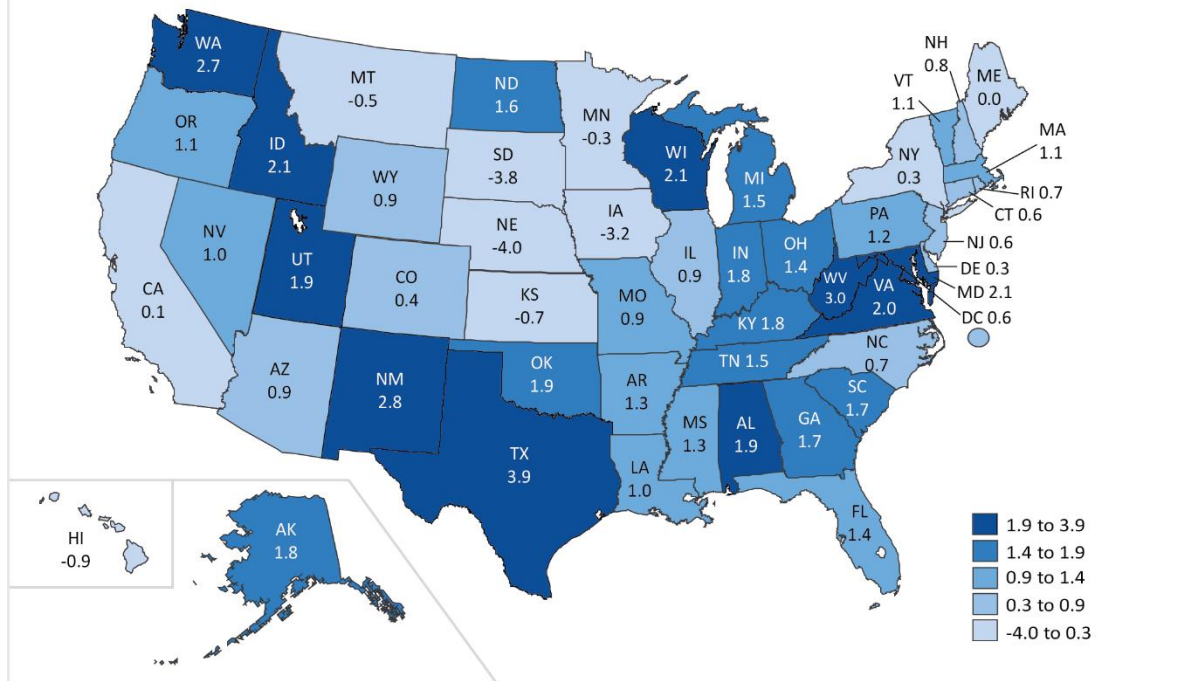 WA
2.7
MT
-0.5
ND
1.6
MN
-0.3
NH
0.8
VT
1.1
ME
0.0
MA
1.1
OR
1.1
ID
2.1
WY
0.9
SD
-3.8
WI
2.1
MI
1.5
NY
0.3
RI 0.7
CT 0.6
NV
1.0
UT
1.9
CO
0.4
NE
-4.0
IA
-3.2
IL
0.9
IN
1.8
OH
1.4
PA
1.2
NJ 0.6
DE 0.3
MD 2.1
DC 0.6
CA
0.1
KS
-0.7
MO
0.9
WV
3.0
VA
2.0
KY 1.8
AZ
0.9
NM
2.8
OK
1.9
AR
1.3
TN 1.5
NC
0.7
SC
1.7
TX
3.9
LA
1.0
MS
1.3
AL
1.9
GA
1.7
FL
1.4
HI
-0.9
AK
1.8
1.9 to 3.9
1.4 to 1.9
0.9 to 1.4
0.3 to 0.9
-4.0 to 0.3